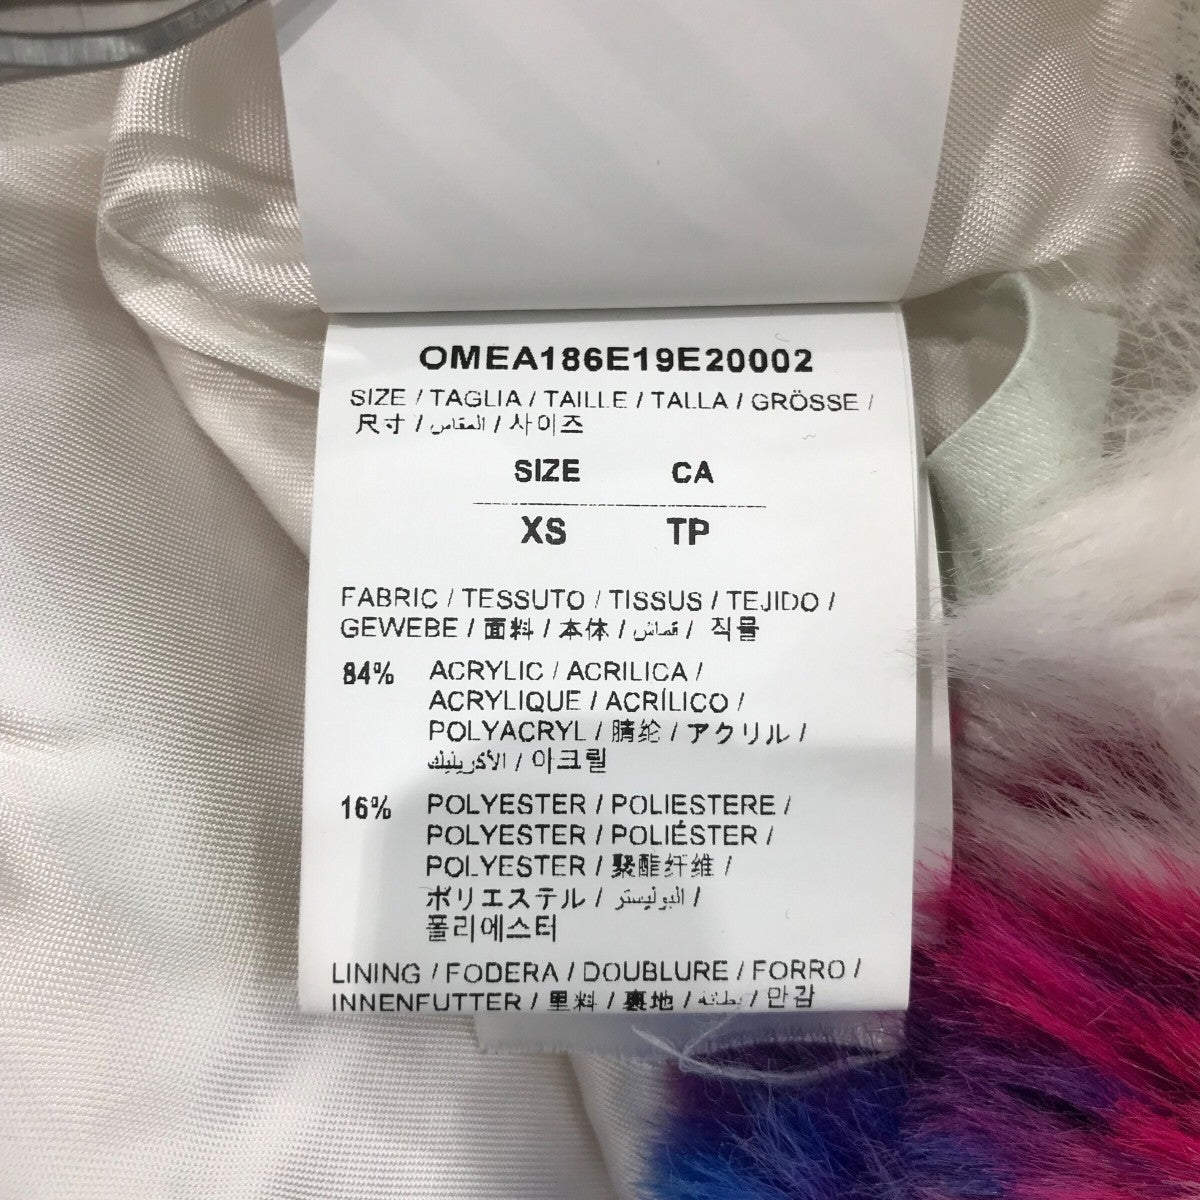 OMEA186E19E20002
SIZE / TAGLIA / TAILLE / TALLA / GRÖSSE /
尺寸 / المقاس / 사이즈
SIZE CA
XS TP
FABRIC / TESSUTO / TISSUS / TEJIDO /
GEWEBE / 面料 / 本体 / قماش / 직물
84% ACRYLIC / ACRILICA /
ACRYLIQUE / ACRÍLICO /
POLYACRYL / 腈纶 / アクリル /
الأكريليك / 아크릴
16% POLYESTER / POLIESTERE /
POLYESTER / POLIÉSTER /
POLYESTER / 聚酯纤维 /
ポリエステル / البوليستر /
폴리에스터
LINING / FODERA / DOUBLURE / FORRO /
INNENFUTTER / 里料 / 裏地 / بطانة / 안감